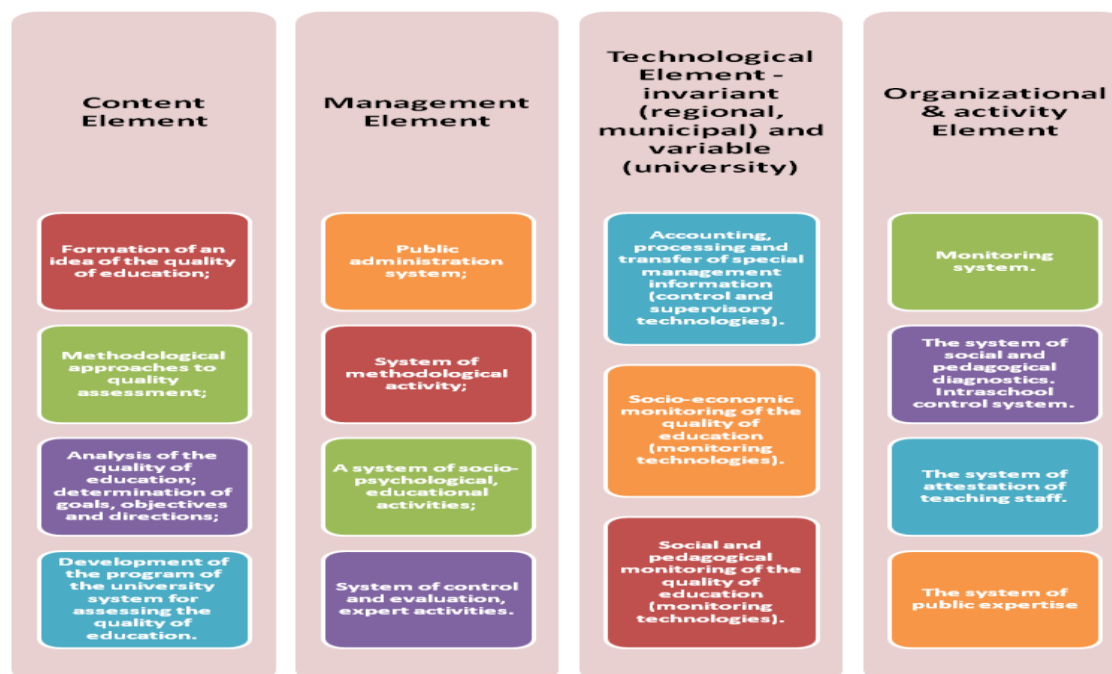 Content
Element
Formation of an
idea of the quality
of education;
Methodological
approaches to
quality
assessment;
Analysis of the
quality of
education;
determination of
goals, objectives
and directions;
Development of
the program of
the university
system for
assessing the
quality of
education.
Management
Element
Public
administration
system;
System of
methodological
activity;
A system of socio-
psychological,
educational
activities;
System of control
and evaluation,
expert activities.
Technological
Element -
invariant
(regional,
municipal) and
variable
(university)
Accounting,
processing and
transfer of special
management
information
(control and
supervisory
technologies).
Socio-economic
monitoring of the
quality of
education
(monitoring
technologies).
Social and
pedagogical
monitoring of the
quality of
education
(monitoring
technologies).
Organizational
& activity
Element
Monitoring
system.
The system of
social and
pedagogical
diagnostics.
Intraschool
control system.
The system of
attestation of
teaching staff.
The system of
public expertise